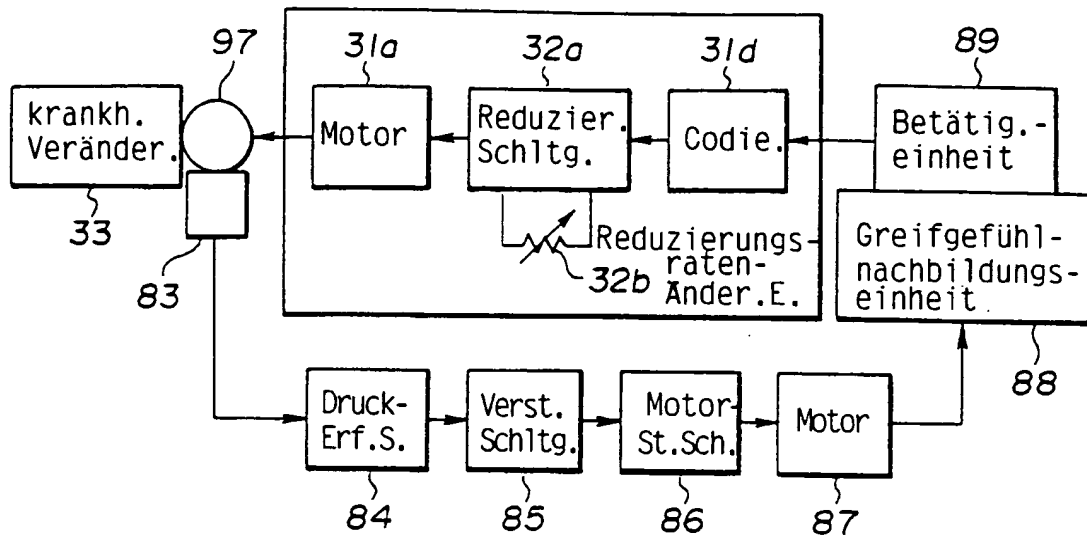 97
31a
32a
31d
89
krankh.
Veränder.
Motor
Reduzier.
Schltg.
Codie.
Betätig.-
einheit
33
83
32b
Reduzierungs-
raten-
Änder.E.
Greifgefühl-
nachbildungs-
einheit
88
Druck-
Erf.S.
Verst.
Schltg.
Motor-
St.Sch.
Motor
84
85
86
87